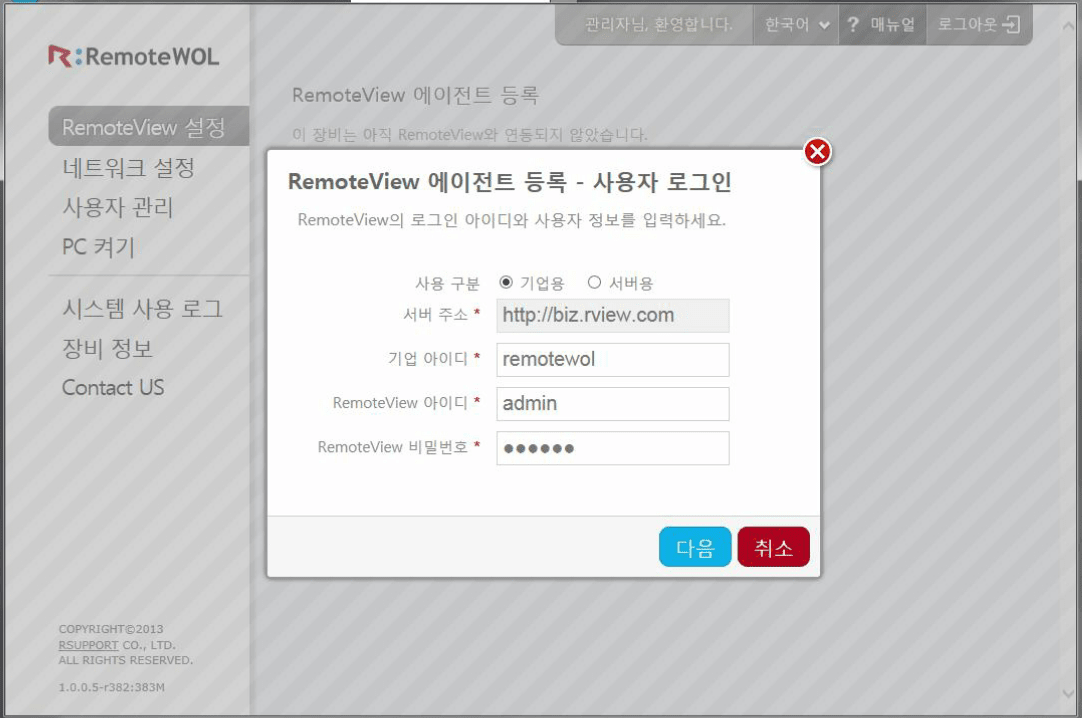 관리자님, 환영합니다.
한국어
? 매뉴얼
로그아웃
R:RemoteWOL
RemoteView 설정
네트워크 설정
사용자 관리
PC 켜기
시스템 사용 로그
장비 정보
Contact US
RemoteView 에이전트 등록
이 장비는 아직 RemoteView와 연동되지 않았습니다.
RemoteView 에이전트 등록 - 사용자 로그인
RemoteView의 로그인 아이디와 사용자 정보를 입력하세요.
사용 구분 기업용 서버용
서버 주소 * http://biz.rview.com
기업 아이디 * remotewol
RemoteView 아이디 * admin
RemoteView 비밀번호 * ●●●●●●
다음 취소
COPYRIGHT©2013
RSUPPORT CO., LTD.
ALL RIGHTS RESERVED.
1.0.0.5-r382:383M